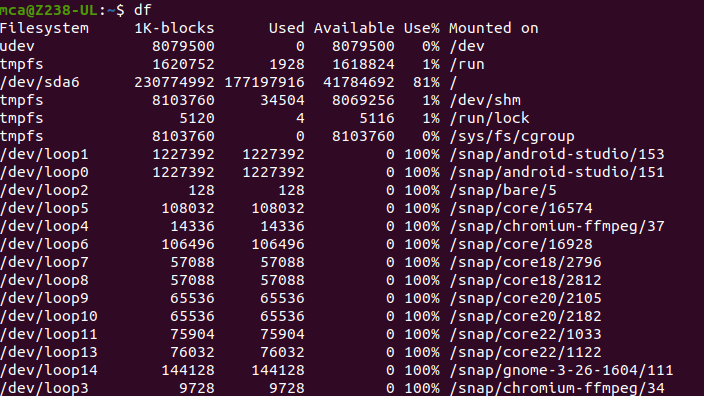 mca@Z238-UL:~$ df
Filesystem     1K-blocks      Used Available Use% Mounted on
udev             8079500         0   8079500   0% /dev
tmpfs            1620752      1928   1618824   1% /run
/dev/sda6      230774992 177197916  41784692  81% /
tmpfs            8103760     34504   8069256   1% /dev/shm
tmpfs               5120         4      5116   1% /run/lock
tmpfs            8103760         0   8103760   0% /sys/fs/cgroup
/dev/loop1       1227392   1227392         0 100% /snap/android-studio/153
/dev/loop0       1227392   1227392         0 100% /snap/android-studio/151
/dev/loop2           128       128         0 100% /snap/bare/5
/dev/loop5        108032    108032         0 100% /snap/core/16574
/dev/loop4         14336     14336         0 100% /snap/chromium-ffmpeg/37
/dev/loop6        106496    106496         0 100% /snap/core/16928
/dev/loop7         57088     57088         0 100% /snap/core18/2796
/dev/loop8         57088     57088         0 100% /snap/core18/2812
/dev/loop9         65536     65536         0 100% /snap/core20/2105
/dev/loop10        65536     65536         0 100% /snap/core20/2182
/dev/loop11        75904     75904         0 100% /snap/core22/1033
/dev/loop13        76032     76032         0 100% /snap/core22/1122
/dev/loop14       144128    144128         0 100% /snap/gnome-3-26-1604/111
/dev/loop3          9728      9728         0 100% /snap/chromium-ffmpeg/34